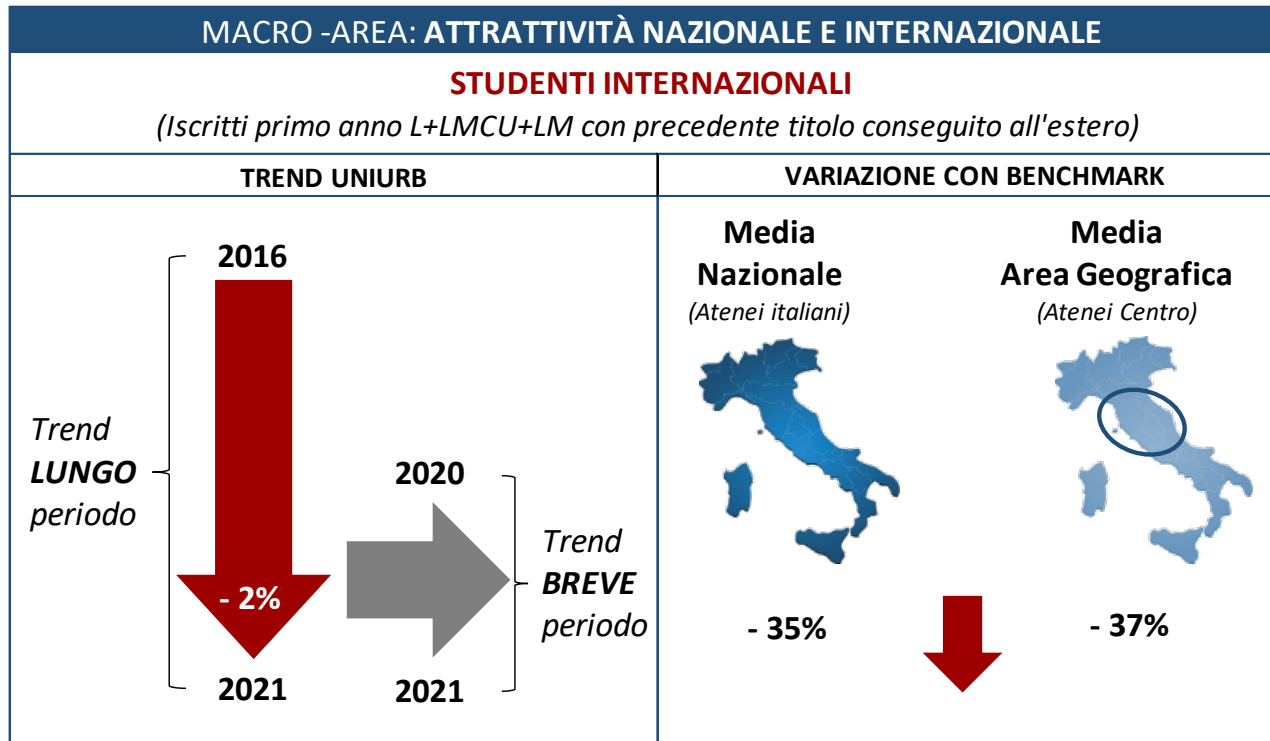 MACRO -AREA: ATTRATTIVITÀ NAZIONALE E INTERNAZIONALE
STUDENTI INTERNAZIONALI
(Iscritti primo anno L+LMCU+LM con precedente titolo conseguito all'estero)
TREND UNIURB
2016
Trend
LUNGO
periodo
- 2%
2021
2020
Trend
BREVE
periodo
2021
VARIAZIONE CON BENCHMARK
Media
Nazionale
(Atenei italiani)
- 35%
Media
Area Geografica
(Atenei Centro)
- 37%